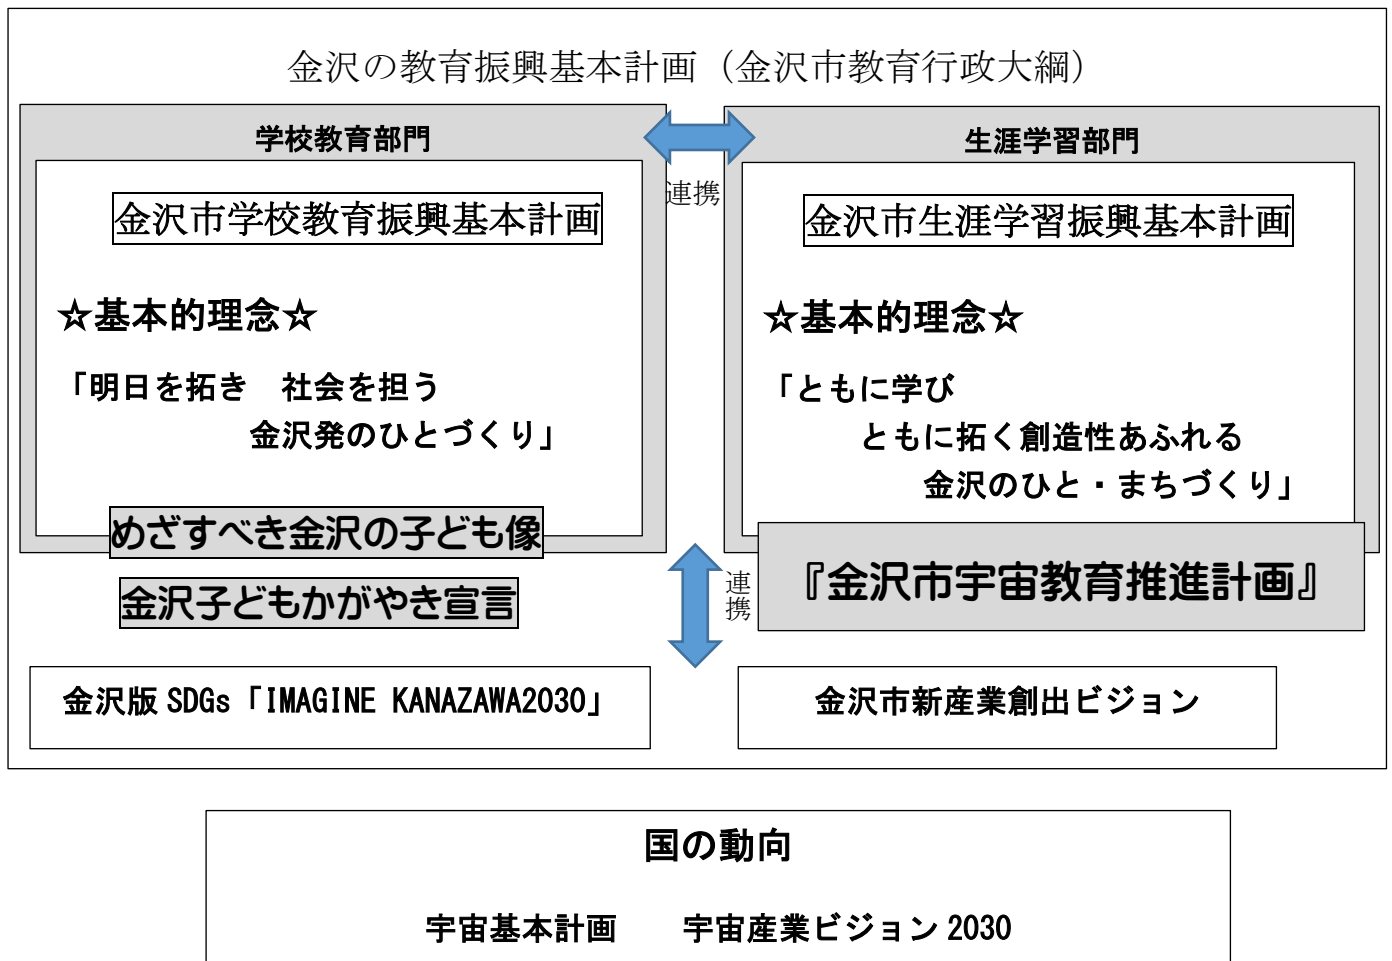 金沢の教育振興基本計画（金沢市教育行政大綱）
学校教育部門
金沢市学校教育振興基本計画
☆基本的理念☆
「明日を拓き　社会を担う
金沢発のひとづくり」
めざすべき金沢の子ども像
金沢子どもかがやき宣言
連携
生涯学習部門
金沢市生涯学習振興基本計画
☆基本的理念☆
「ともに学び
ともに拓く創造性あふれる
金沢のひと・まちづくり」
『金沢市宇宙教育推進計画』
連携
金沢版 SDGs「IMAGINE KANAZAWA2030」
金沢市新産業創出ビジョン
国の動向
宇宙基本計画　　宇宙産業ビジョン 2030